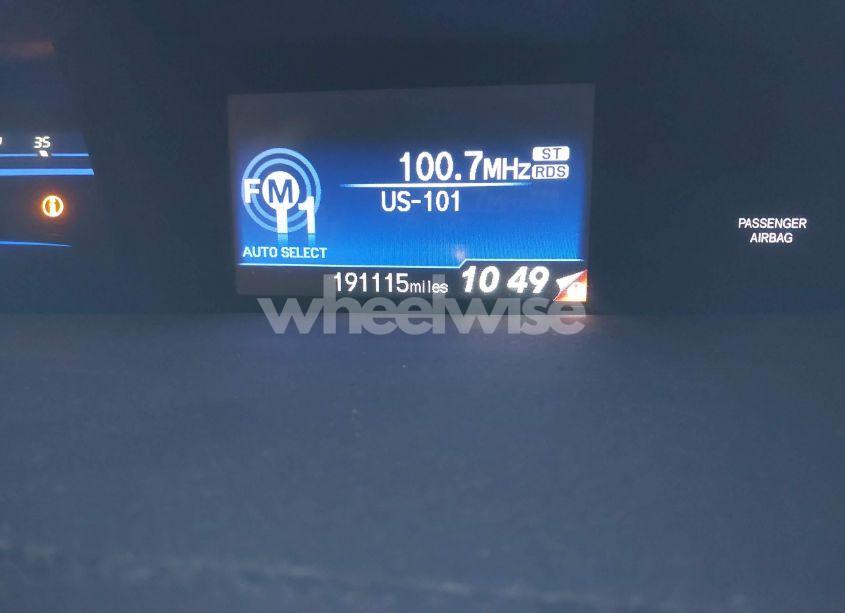 35
100.7MHz ST
RDS
US-101
FM
1
AUTO SELECT
191115miles 10 49
PASSENGER
AIRBAG
wheelwise